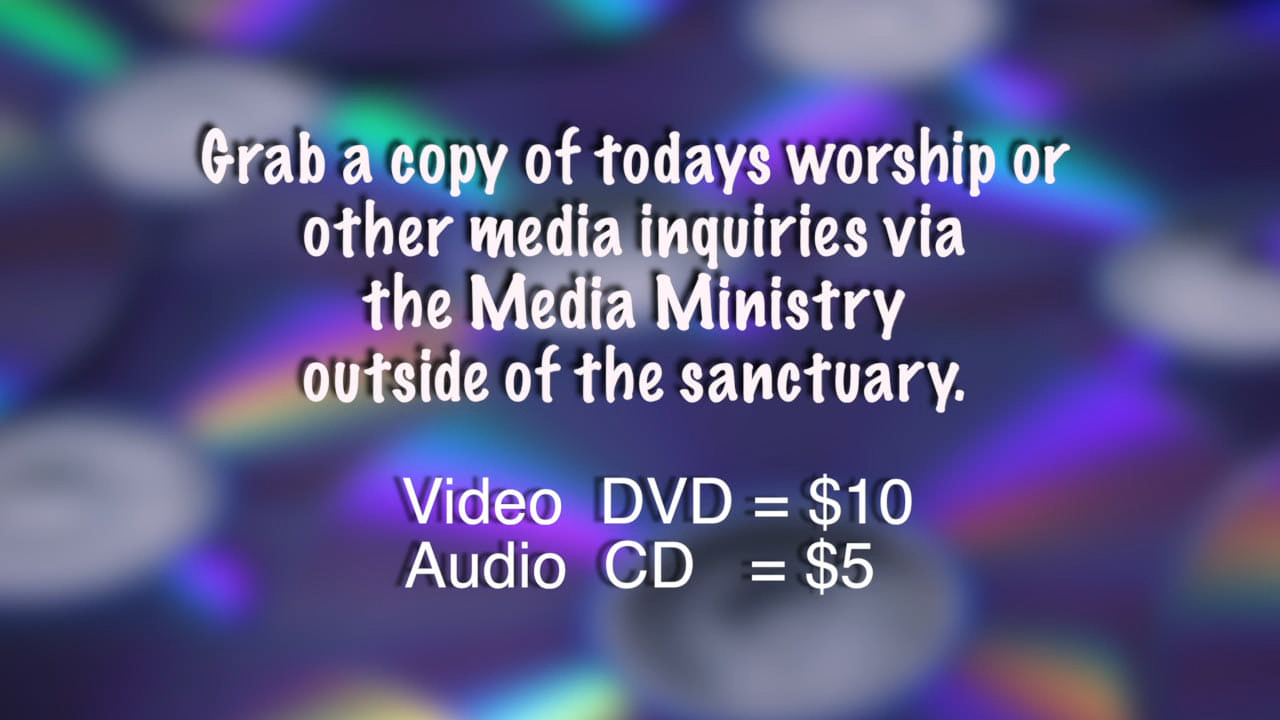 Grab a copy of todays worship or
other media inquiries via
the Media Ministry
outside of the sanctuary.
Video DVD = $10
Audio CD = $5